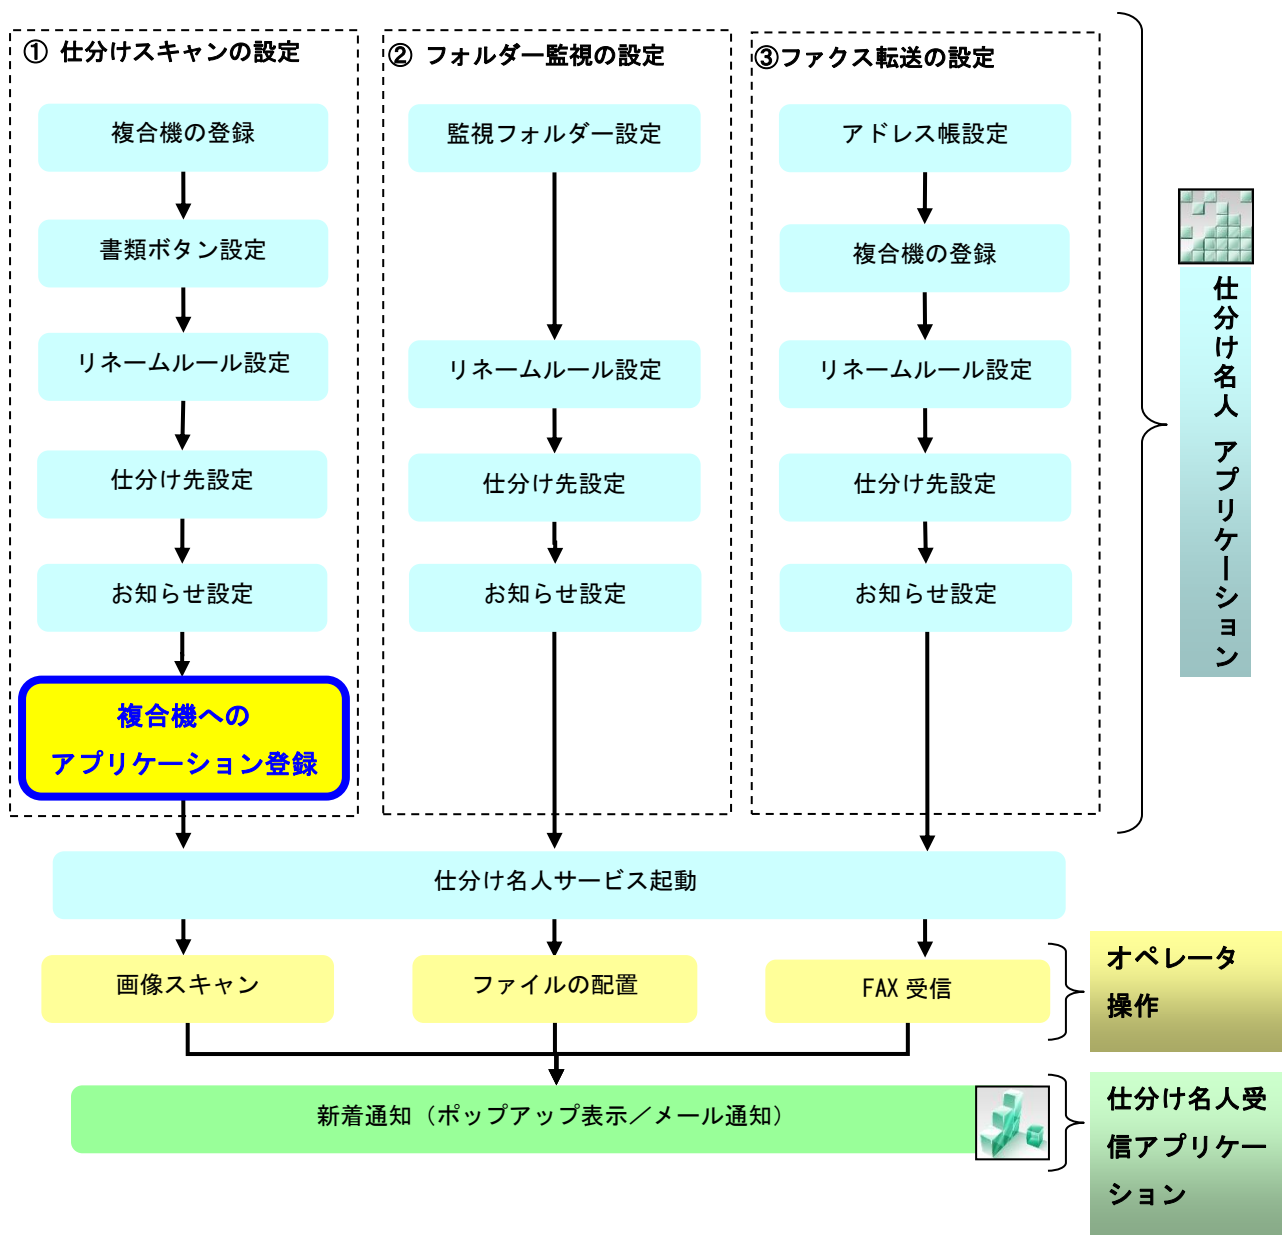 ① 仕分けスキャンの設定
複合機の登録
書類ボタン設定
リネームルール設定
仕分け先設定
お知らせ設定
複合機への
アプリケーション登録
② フォルダー監視の設定
監視フォルダー設定
リネームルール設定
仕分け先設定
お知らせ設定
③ファクス転送の設定
アドレス帳設定
複合機の登録
リネームルール設定
仕分け先設定
お知らせ設定
仕分け名人 アプリケーション
仕分け名人サービス起動
画像スキャン
ファイルの配置
FAX 受信
オペレータ
操作
新着通知（ポップアップ表示／メール通知）
仕分け名人受
信アプリケー
ション